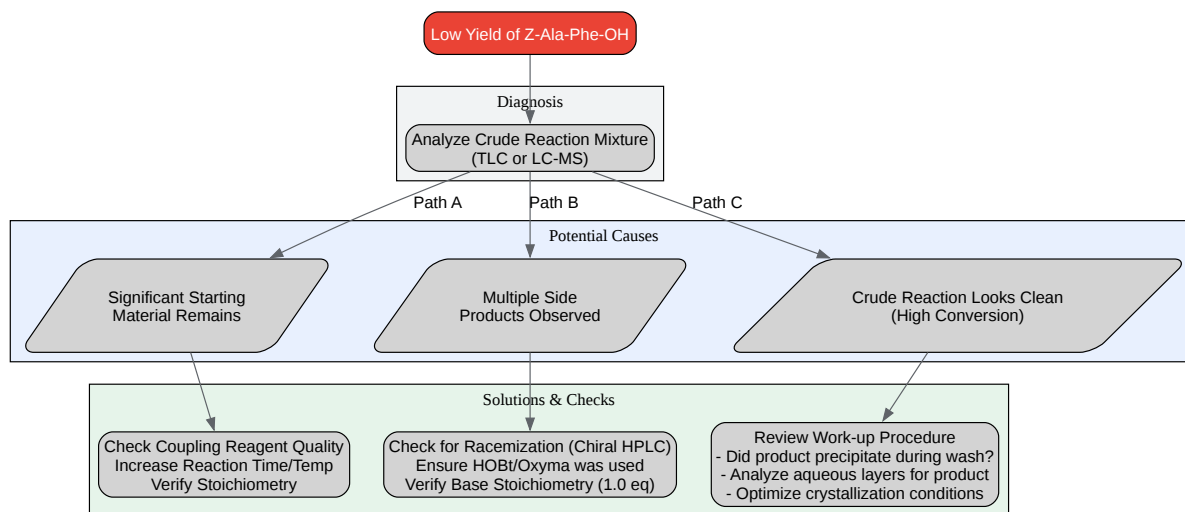 Low Yield of Z-Ala-Phe-OH
Diagnosis
Analyze Crude Reaction Mixture
(TLC or LC-MS)
Path A
Path B
Path C
Potential Causes
Significant Starting
Material Remains
Multiple Side
Products Observed
Crude Reaction Looks Clean
(High Conversion)
Solutions & Checks
Check Coupling Reagent Quality
Increase Reaction Time/Temp
Verify Stoichiometry
Check for Racemization (Chiral HPLC)
Ensure HOBt/Oxyma was used
Verify Base Stoichiometry (1.0 eq)
Review Work-up Procedure
- Did product precipitate during wash?
- Analyze aqueous layers for product
- Optimize crystallization conditions